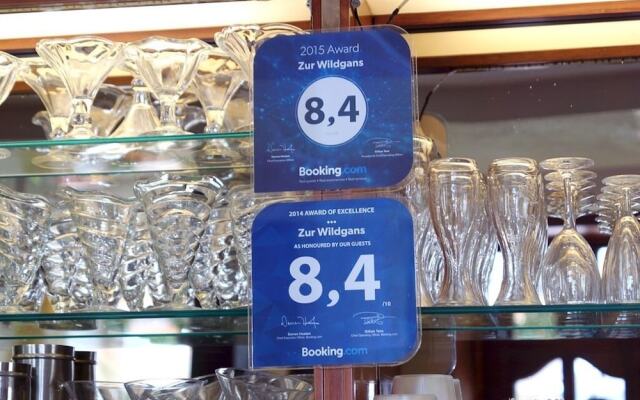 2015 Award
Zur Wildgans
8,4
Booking.com
2014 AWARD OF EXCELLENCE
Zur Wildgans
AS HONOURED BY OUR GUESTS
8,4
/10
Booking.com